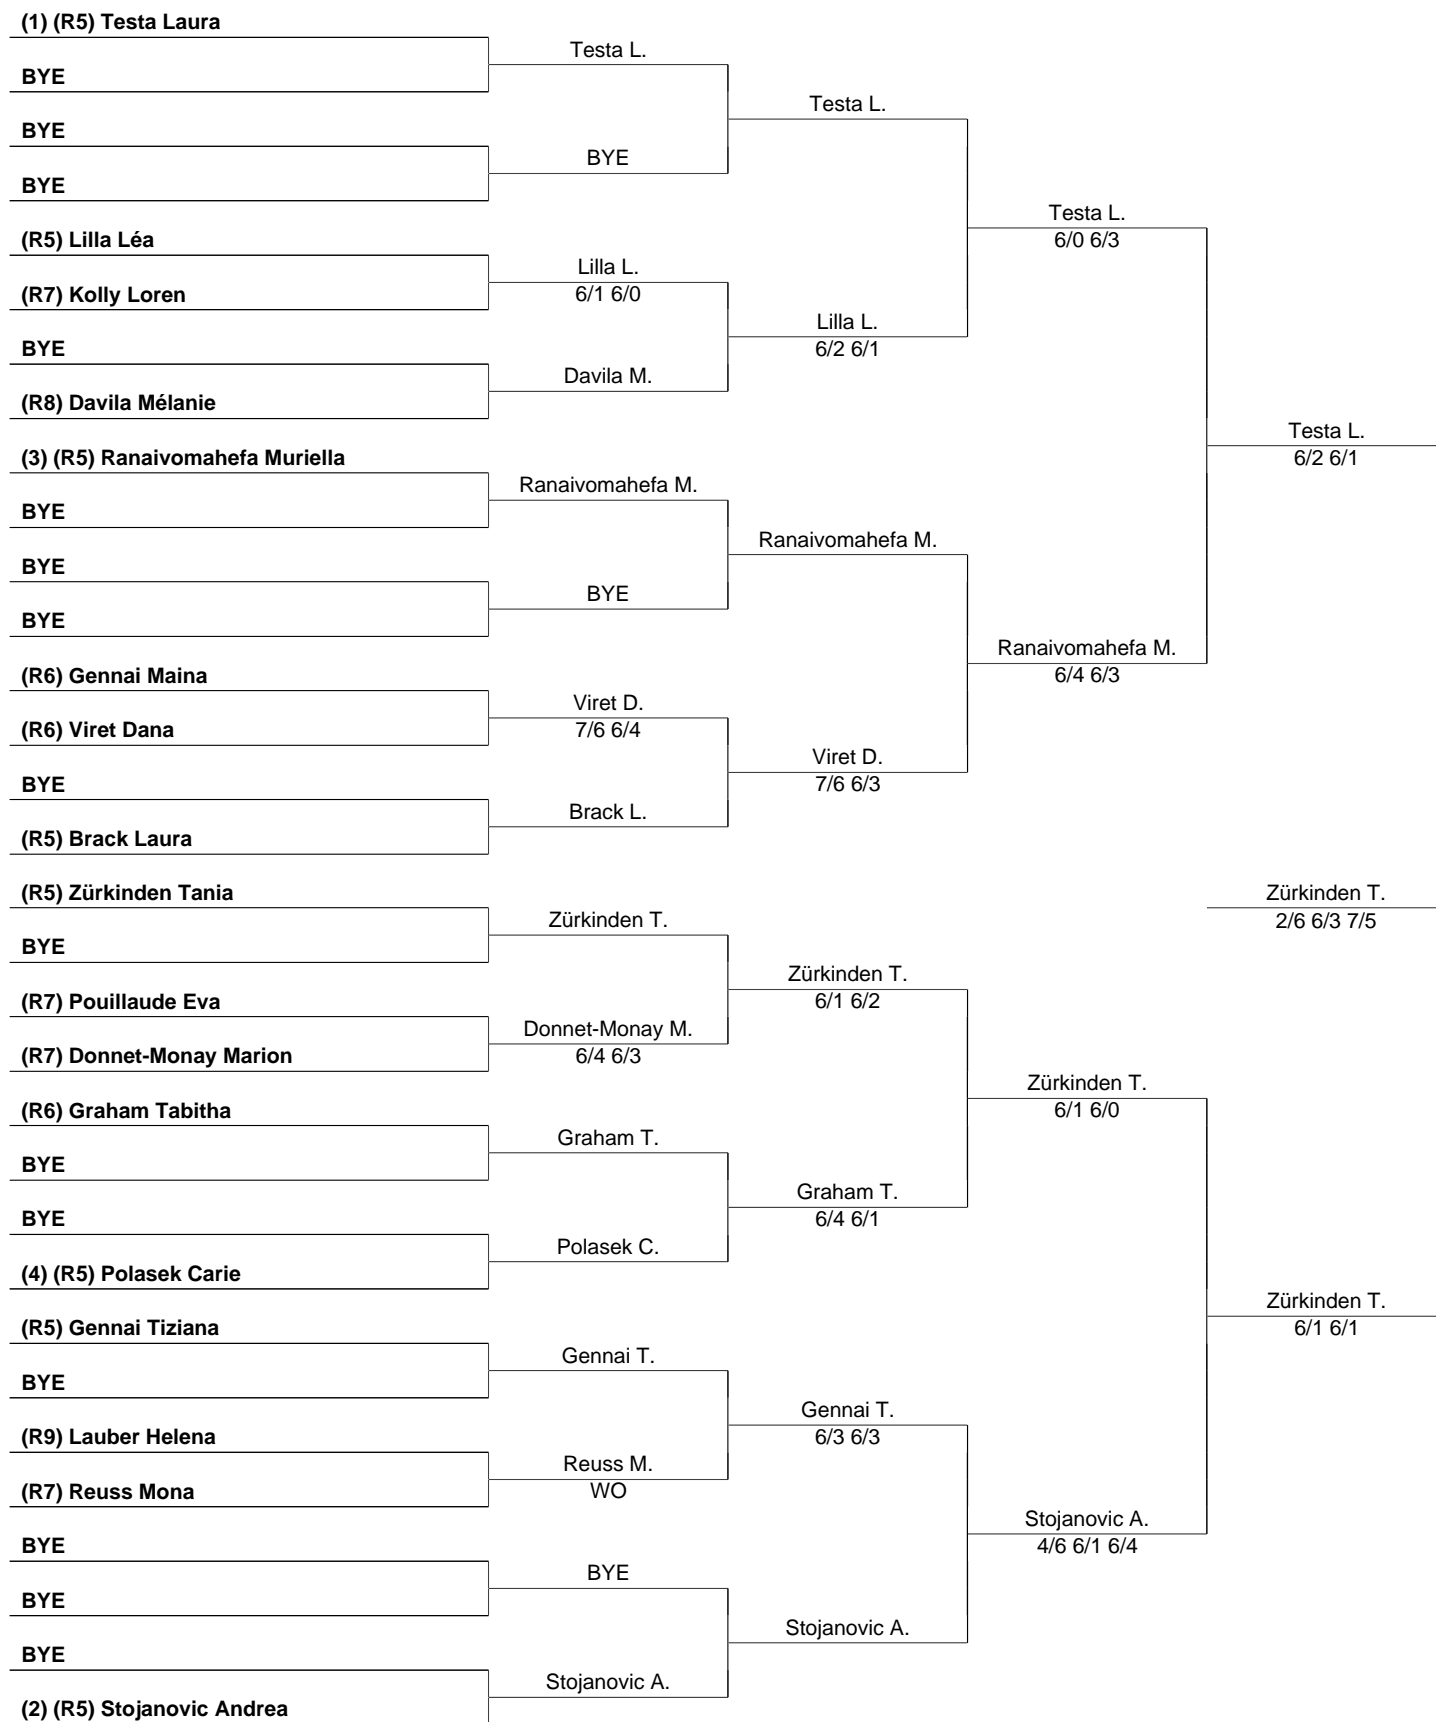 (1) (R5) Testa Laura
BYE
BYE
BYE
(R5) Lilla Léa
(R7) Kolly Loren
BYE
(R8) Davila Mélanie
(3) (R5) Ranaivomahefa Muriella
BYE
BYE
BYE
(R6) Gennai Maina
(R6) Viret Dana
BYE
(R5) Brack Laura
(R5) Zürkinden Tania
BYE
(R7) Pouillaude Eva
(R7) Donnet-Monay Marion
(R6) Graham Tabitha
BYE
BYE
(4) (R5) Polasek Carie
(R5) Gennai Tiziana
BYE
(R9) Lauber Helena
(R7) Reuss Mona
BYE
BYE
BYE
(2) (R5) Stojanovic Andrea
Testa L.
BYE
Lilla L.
6/1 6/0
Davila M.
Ranaivomahefa M.
BYE
Viret D.
7/6 6/4
Brack L.
Zürkinden T.
Donnet-Monay M.
6/4 6/3
Graham T.
Polasek C.
Gennai T.
Reuss M.
WO
BYE
Stojanovic A.
Testa L.
Lilla L.
6/2 6/1
Ranaivomahefa M.
Viret D.
7/6 6/3
Zürkinden T.
6/1 6/2
Graham T.
6/4 6/1
Gennai T.
6/3 6/3
Stojanovic A.
Testa L.
6/0 6/3
Ranaivomahefa M.
6/4 6/3
Zürkinden T.
6/1 6/0
Stojanovic A.
4/6 6/1 6/4
Testa L.
6/2 6/1
Zürkinden T.
2/6 6/3 7/5
Zürkinden T.
6/1 6/1